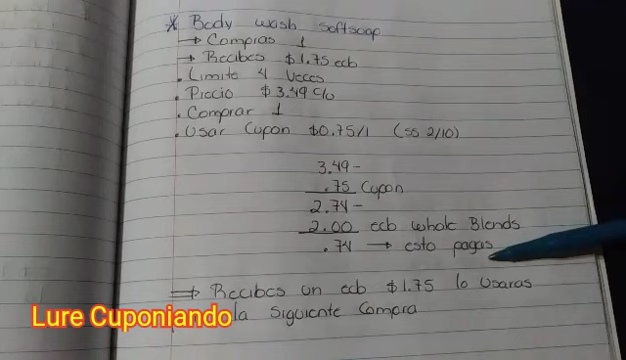 * Body wash softsoap
→ Compras 1
→ Recibes $1.75 ecb
. Limite 4 Veces
. Precio $3.49 c/o
. Comprar 1
. Usar Cupon $0.75/1 (SS 2/10)
3.49 -
.75 Cupon
2.74 -
2.00 ecb Whole Blends
.74 → esto pagas
⇒ Recibes un ecb $1.75 lo Usaras
la Siguiente Compra
Lure Cuponiando